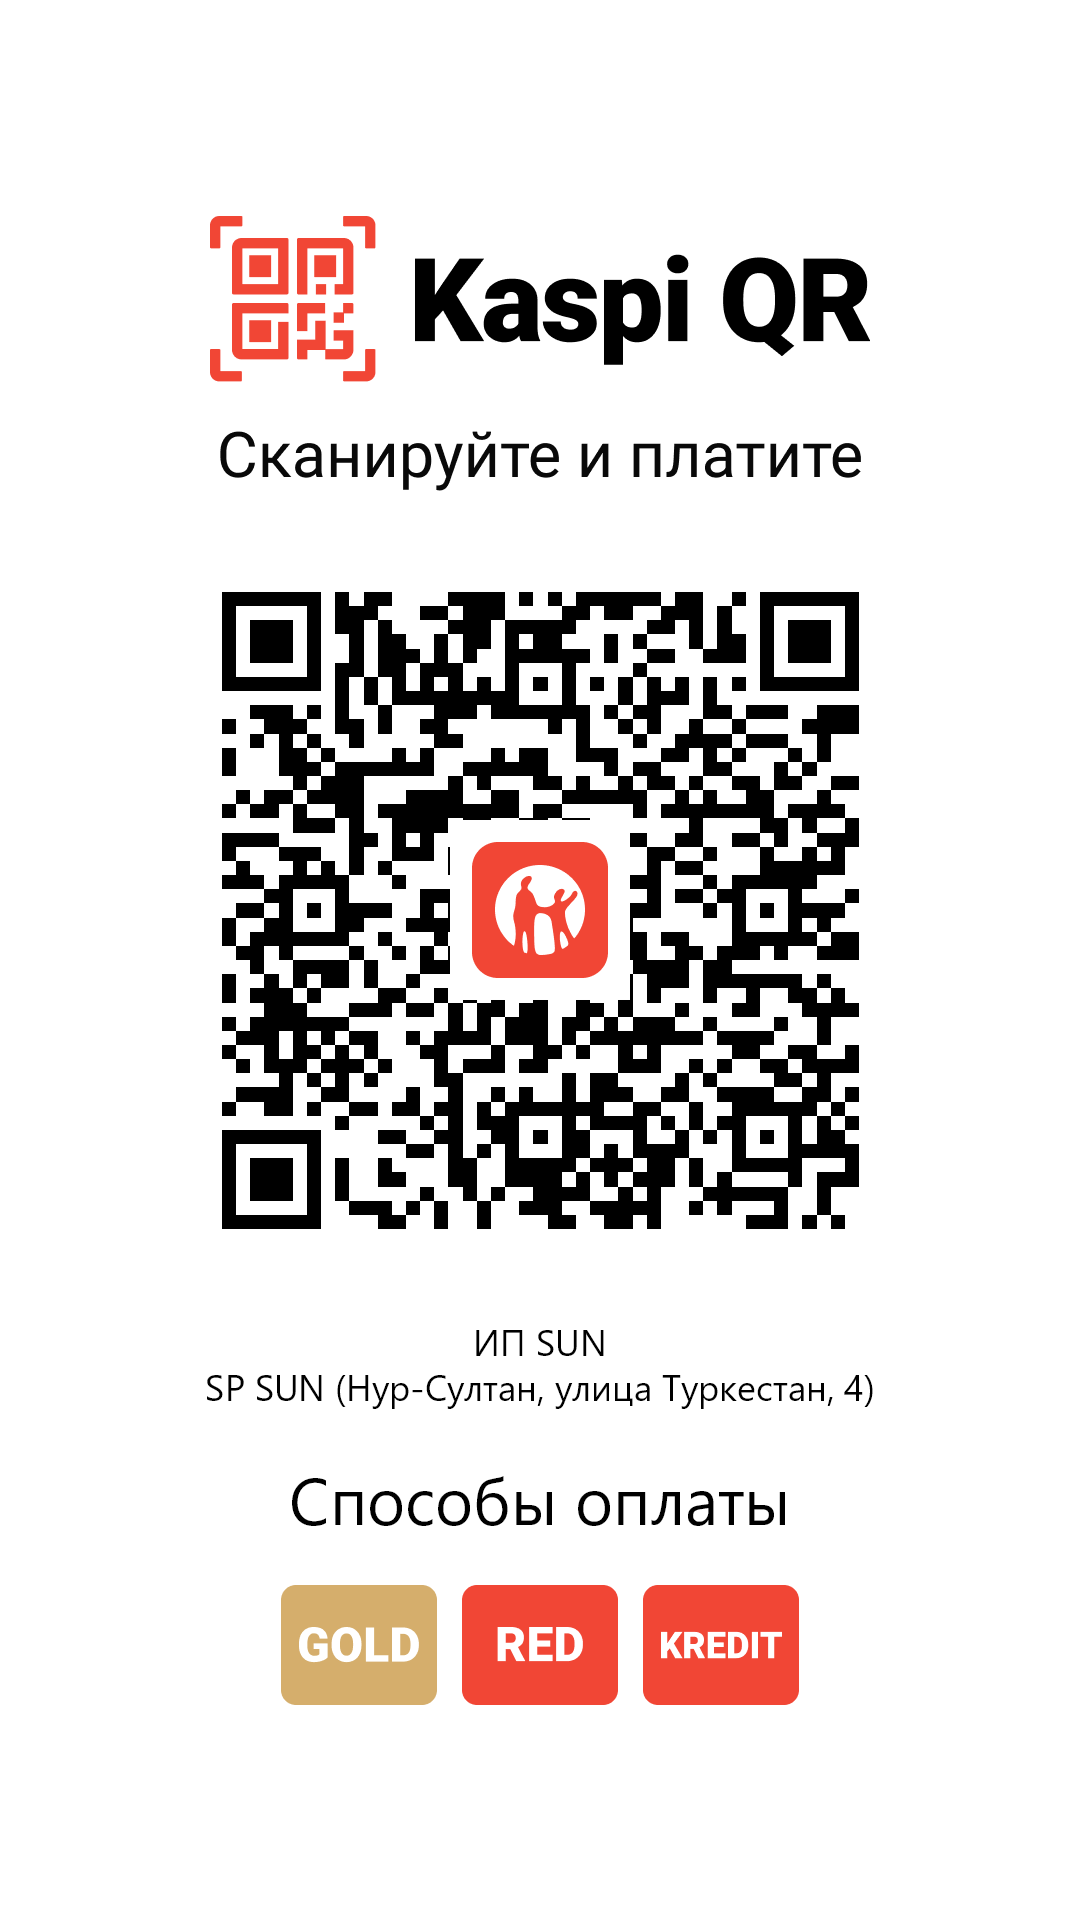 Kaspi QR
Сканируйте и платите
ИП SUN
SP SUN (Нур-Султан, улица Туркестан, 4)
Способы оплаты
GOLD
RED
KREDIT